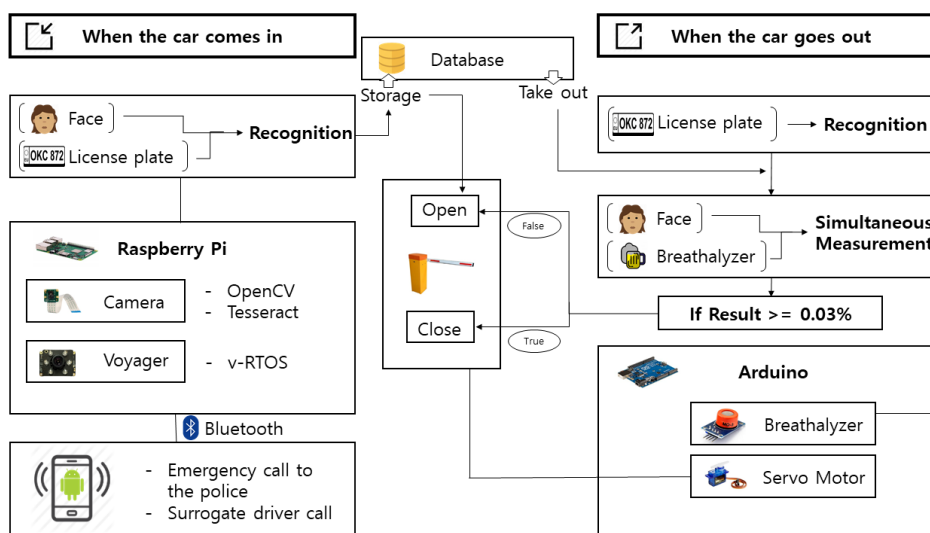 When the car comes in
When the car goes out
Database
Storage
Take out
Face
OKC 872
License plate
Recognition
OKC 872
License plate
Recognition
Open
False
Close
True
Face
Breathalyzer
Simultaneous
Measurement
If Result >= 0.03%
Raspberry Pi
Camera
- OpenCV
- Tesseract
Voyager
- v-RTOS
Bluetooth
- Emergency call to
the police
- Surrogate driver call
Arduino
Breathalyzer
Servo Motor